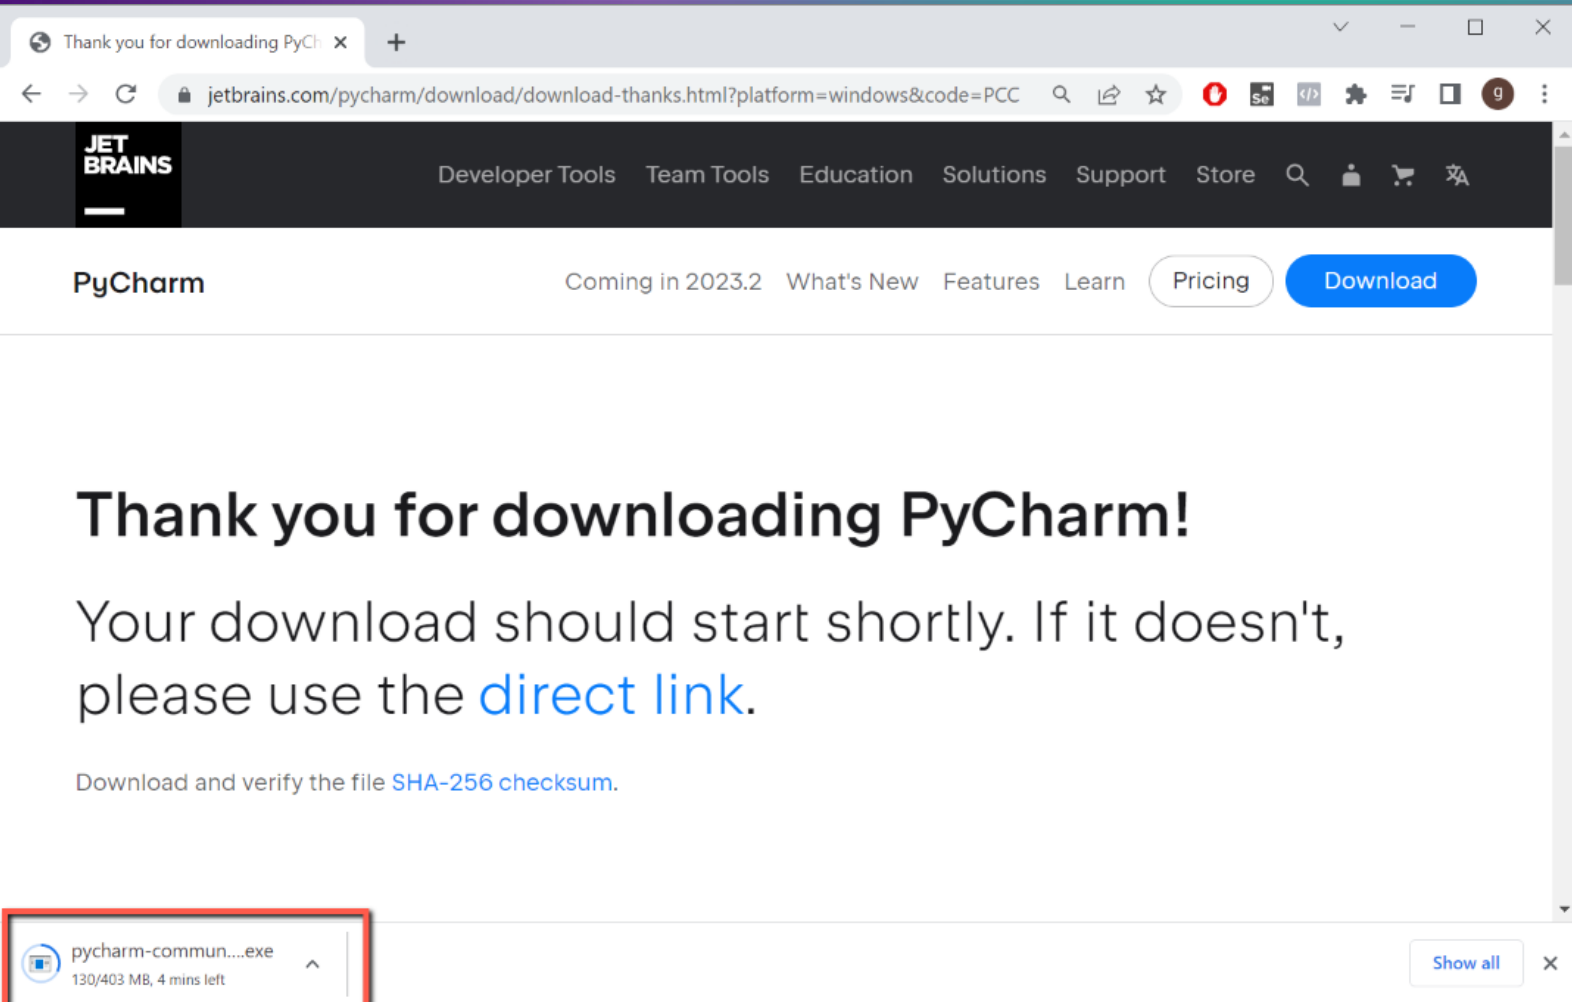 Thank you for downloading PyCh
jetbrains.com/pycharm/download/download-thanks.html?platform=windows&code=PCC
Se
</>
g
JET
BRAINS
Developer Tools Team Tools Education Solutions Support Store
PyCharm
Coming in 2023.2 What's New Features Learn Pricing Download
Thank you for downloading PyCharm!
Your download should start shortly. If it doesn't,
please use the direct link.
Download and verify the file SHA-256 checksum.
pycharm-commun....exe
130/403 MB, 4 mins left
Show all